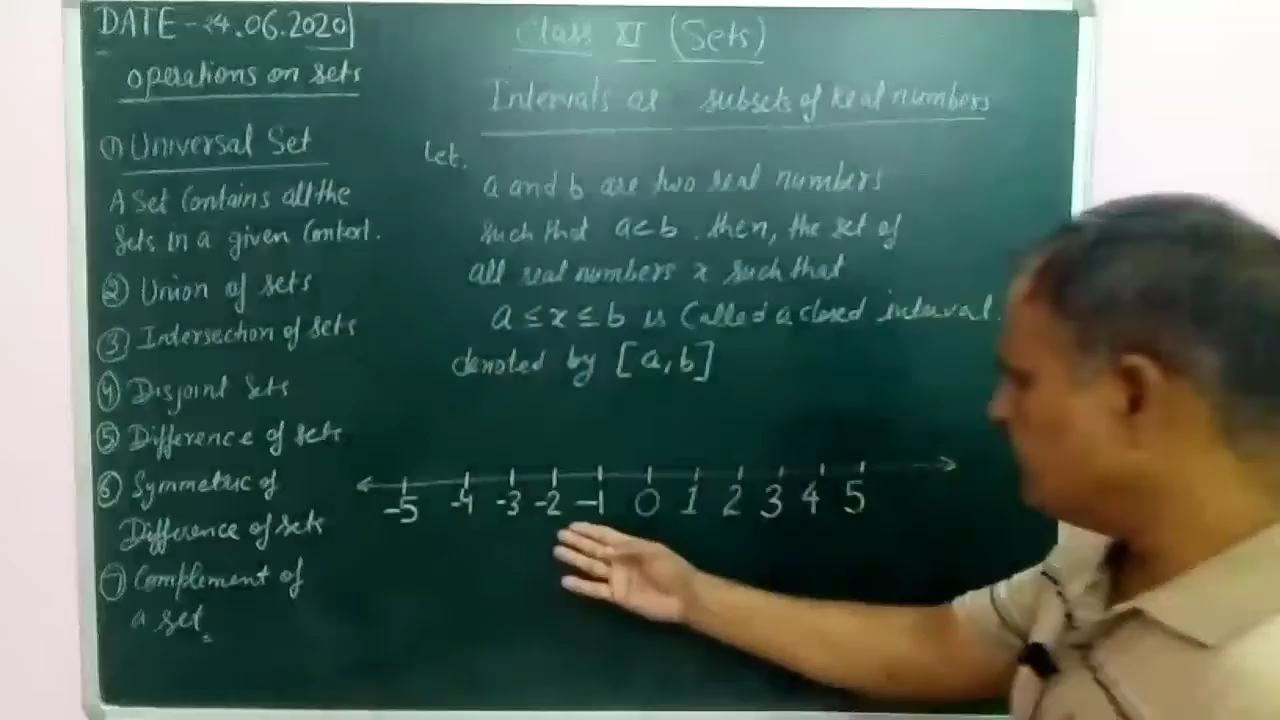 DATE - 24.06.2020
Operations on sets
① Universal Set
A Set Contains all the
Sets in a given Context.
② Union of sets
③ Intersection of sets
④ Disjoint sets
⑤ Difference of sets
⑥ Symmetric of
Difference of sets
⑦ Complement of
a set
Class XI (Sets)
Intervals as subsets of Real numbers
Let.
a and b are two real numbers
such that a<b. then, the set of
all real numbers x such that
a ≤ x ≤ b is Called a closed interval.
denoted by [a,b]
-5 -4 -3 -2 -1 0 1 2 3 4 5